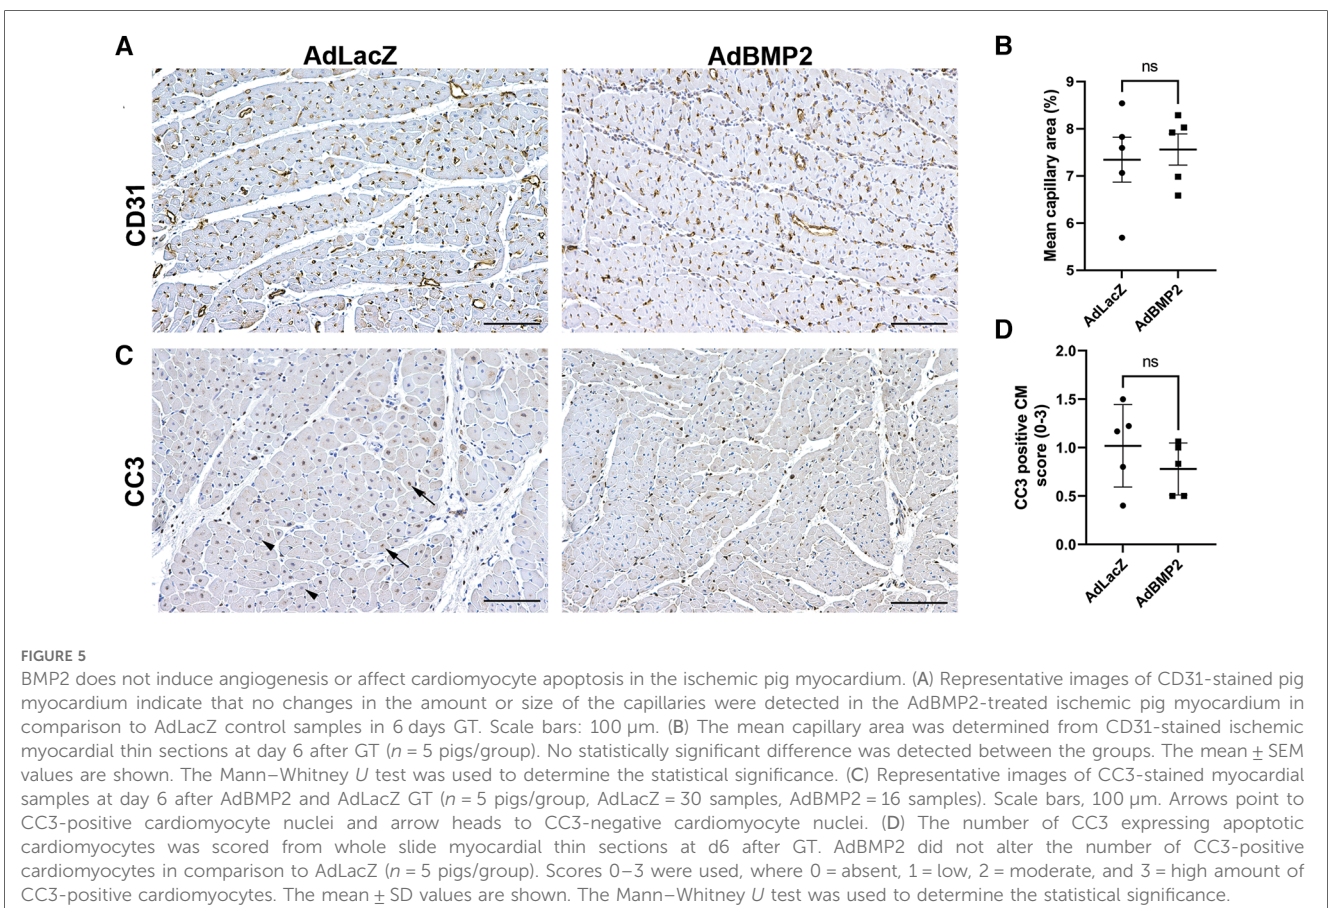 A
AdLacZ
AdBMP2
CD31
B
Mean capillary area (%)
9
8
7
6
5
ns
AdLacZ
AdBMP2
C
CC3
D
CC3 positive CM
score (0-3)
2.0
1.5
1.0
0.5
0.0
ns
AdLacZ
AdBMP2
FIGURE 5
BMP2 does not induce angiogenesis or affect cardiomyocyte apoptosis in the ischemic pig myocardium. (A) Representative images of CD31-stained pig
myocardium indicate that no changes in the amount or size of the capillaries were detected in the AdBMP2-treated ischemic pig myocardium in
comparison to AdLacZ control samples in 6 days GT. Scale bars: 100 µm. (B) The mean capillary area was determined from CD31-stained ischemic
myocardial thin sections at day 6 after GT (n = 5 pigs/group). No statistically significant difference was detected between the groups. The mean ± SEM
values are shown. The Mann–Whitney U test was used to determine the statistical significance. (C) Representative images of CC3-stained myocardial
samples at day 6 after AdBMP2 and AdLacZ GT (n = 5 pigs/group, AdLacZ = 30 samples, AdBMP2 = 16 samples). Scale bars, 100 µm. Arrows point to
CC3-positive cardiomyocyte nuclei and arrow heads to CC3-negative cardiomyocyte nuclei. (D) The number of CC3 expressing apoptotic
cardiomyocytes was scored from whole slide myocardial thin sections at d6 after GT. AdBMP2 did not alter the number of CC3-positive
cardiomyocytes in comparison to AdLacZ (n = 5 pigs/group). Scores 0–3 were used, where 0 = absent, 1 = low, 2 = moderate, and 3 = high amount of
CC3-positive cardiomyocytes. The mean ± SD values are shown. The Mann–Whitney U test was used to determine the statistical significance.